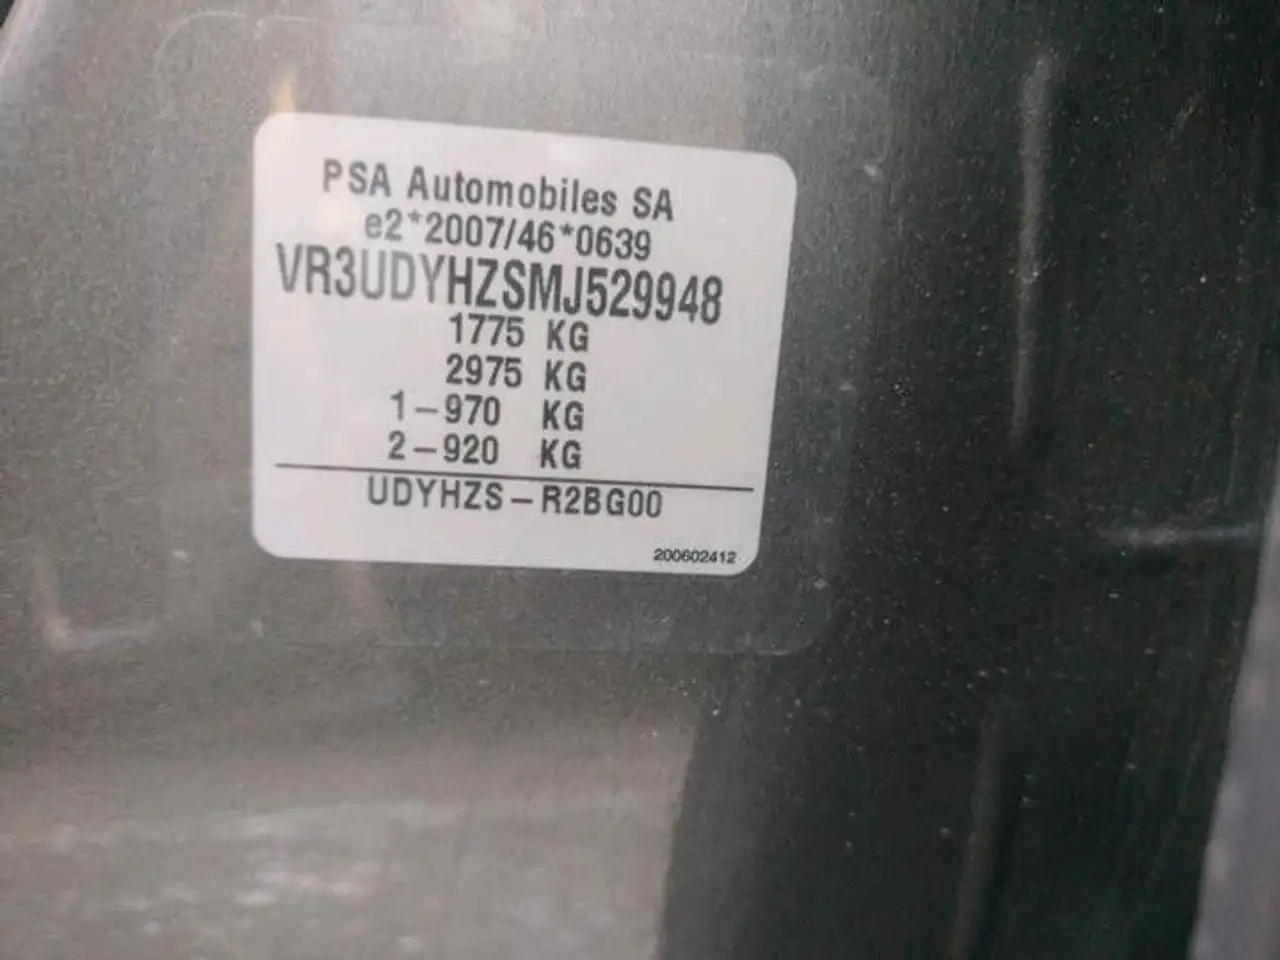 PSA Automobiles SA
e2*2007/46*0639
VR3UDYHZSMJ529948
1775 KG
2975 KG
1-970 KG
2-920 KG
UDYHZS-R2BG00
200602412